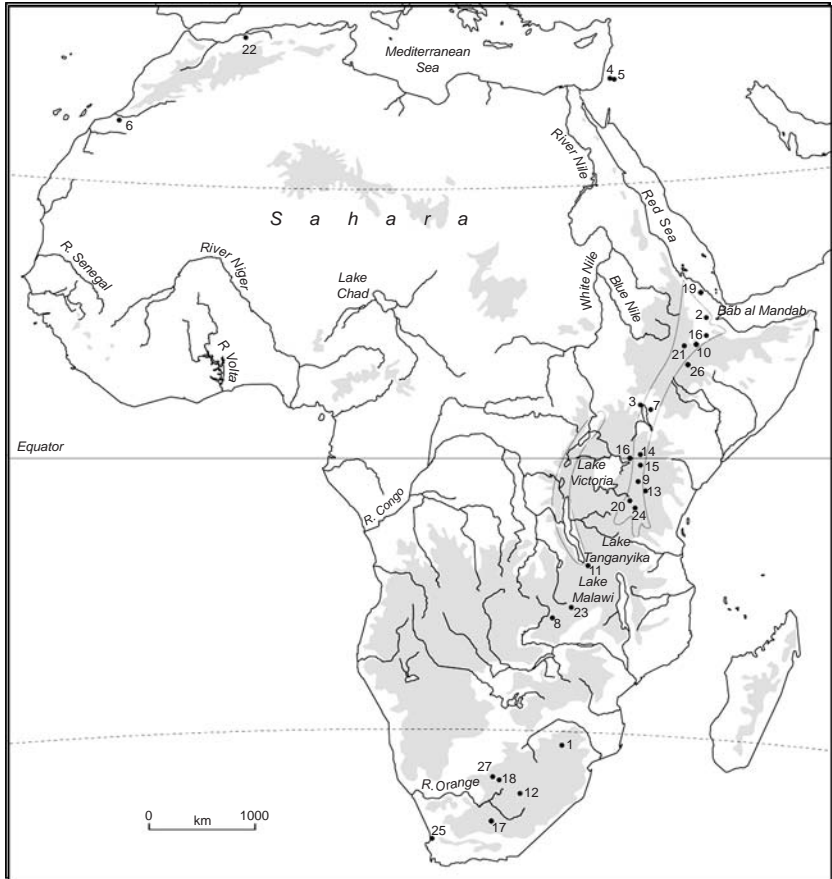 22
Mediterranean
Sea
4
5
6
River Nile
Red Sea
Sahara
R. Senegal
River Niger
Lake
Chad
White Nile
Blue Nile
R. Volta
19
2
Bāb al Mandab
16
10
21
26
3
7
Equator
16
14
Lake
Victoria
15
9
13
20
24
R. Congo
Lake
Tanganyika
11
Lake
Malawi
23
8
1
27
18
R. Orange
12
0
1000
km
17
25